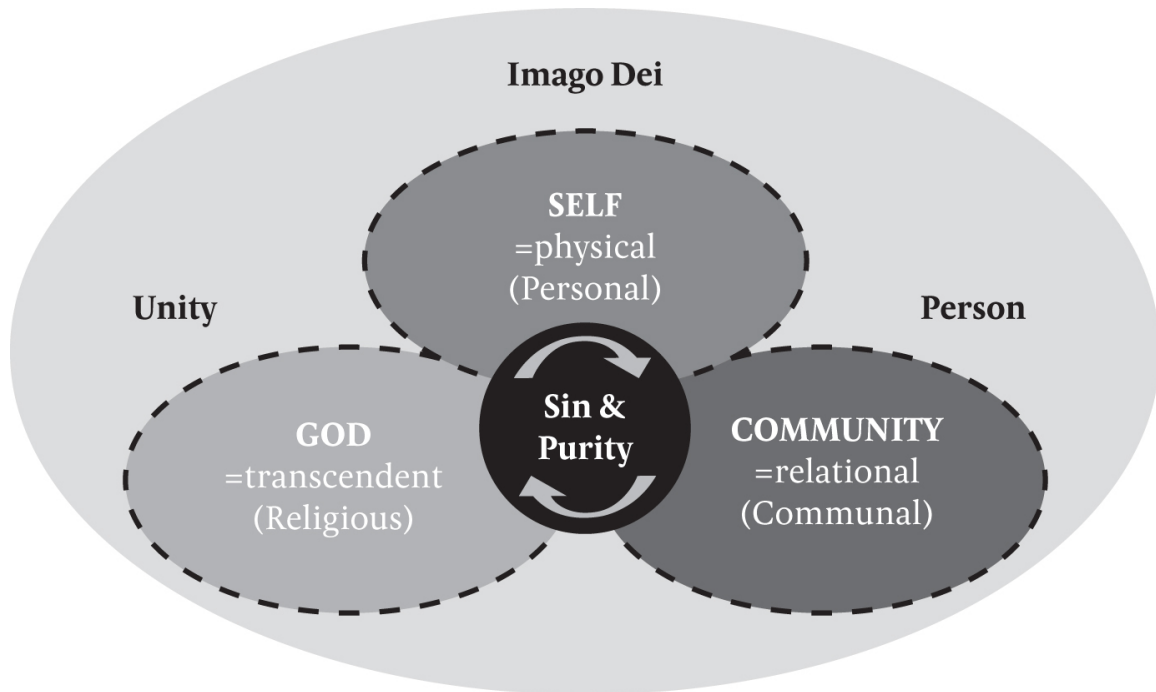 Imago Dei
SELF
=physical
(Personal)
Unity
Person
Sin &
Purity
GOD
=transcendent
(Religious)
COMMUNITY
=relational
(Communal)